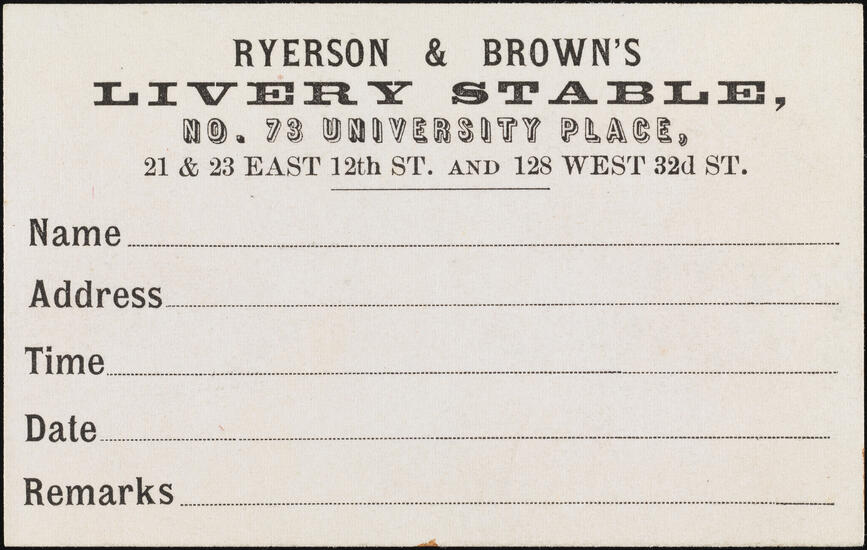 RYERSON & BROWN'S
LIVERY STABLE,
NO. 73 UNIVERSITY PLACE,
21 & 23 EAST 12th ST. AND 128 WEST 32d ST.
Name
Address
Time
Date
Remarks